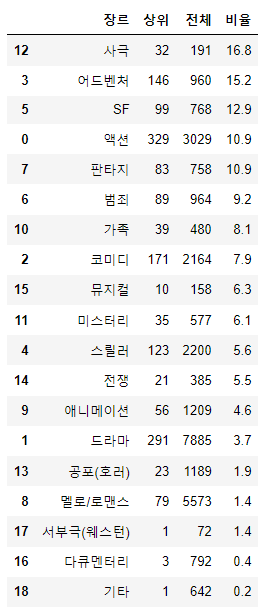 장르 상위 전체 비율
12 사극 32 191 16.8
3 어드벤처 146 960 15.2
5 SF 99 768 12.9
0 액션 329 3029 10.9
7 판타지 83 758 10.9
6 범죄 89 964 9.2
10 가족 39 480 8.1
2 코미디 171 2164 7.9
15 뮤지컬 10 158 6.3
11 미스터리 35 577 6.1
4 스릴러 123 2200 5.6
14 전쟁 21 385 5.5
9 애니메이션 56 1209 4.6
1 드라마 291 7885 3.7
13 공포(호러) 23 1189 1.9
8 멜로/로맨스 79 5573 1.4
17 서부극(웨스턴) 1 72 1.4
16 다큐멘터리 3 792 0.4
18 기타 1 642 0.2